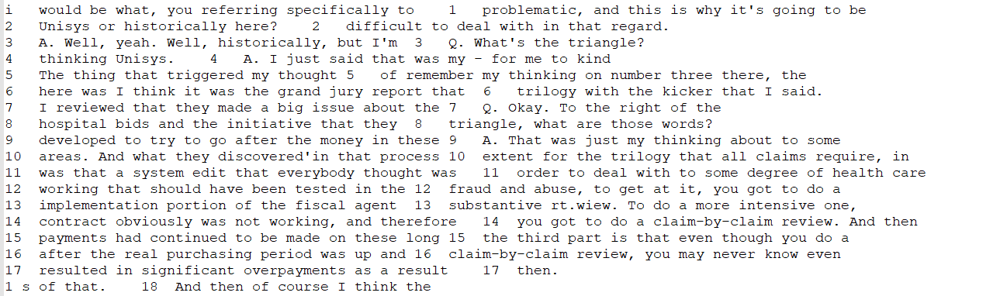 i would be what, you referring specifically to 1 problematic, and this is why it's going to be
2 Unisys or historically here? 2 difficult to deal with in that regard.
3 A. Well, yeah. Well, historically, but I'm 3 Q. What's the triangle?
4 thinking Unisys. 4 A. I just said that was my - for me to kind
5 The thing that triggered my thought 5 of remember my thinking on number three there, the
6 here was I think it was the grand jury report that 6 trilogy with the kicker that I said.
7 I reviewed that they made a big issue about the 7 Q. Okay. To the right of the
8 hospital bids and the initiative that they 8 triangle, what are those words?
9 developed to try to go after the money in these 9 A. That was just my thinking about to some
10 areas. And what they discovered'in that process 10 extent for the trilogy that all claims require, in
11 was that a system edit that everybody thought was 11 order to deal with to some degree of health care
12 working that should have been tested in the 12 fraud and abuse, to get at it, you got to do a
13 implementation portion of the fiscal agent 13 substantive rt.wiew. To do a more intensive one,
14 contract obviously was not working, and therefore 14 you got to do a claim-by-claim review. And then
15 payments had continued to be made on these long 15 the third part is that even though you do a
16 after the real purchasing period was up and 16 claim-by-claim review, you may never know even
17 resulted in significant overpayments as a result 17 then.
1 s of that. 18 And then of course I think the